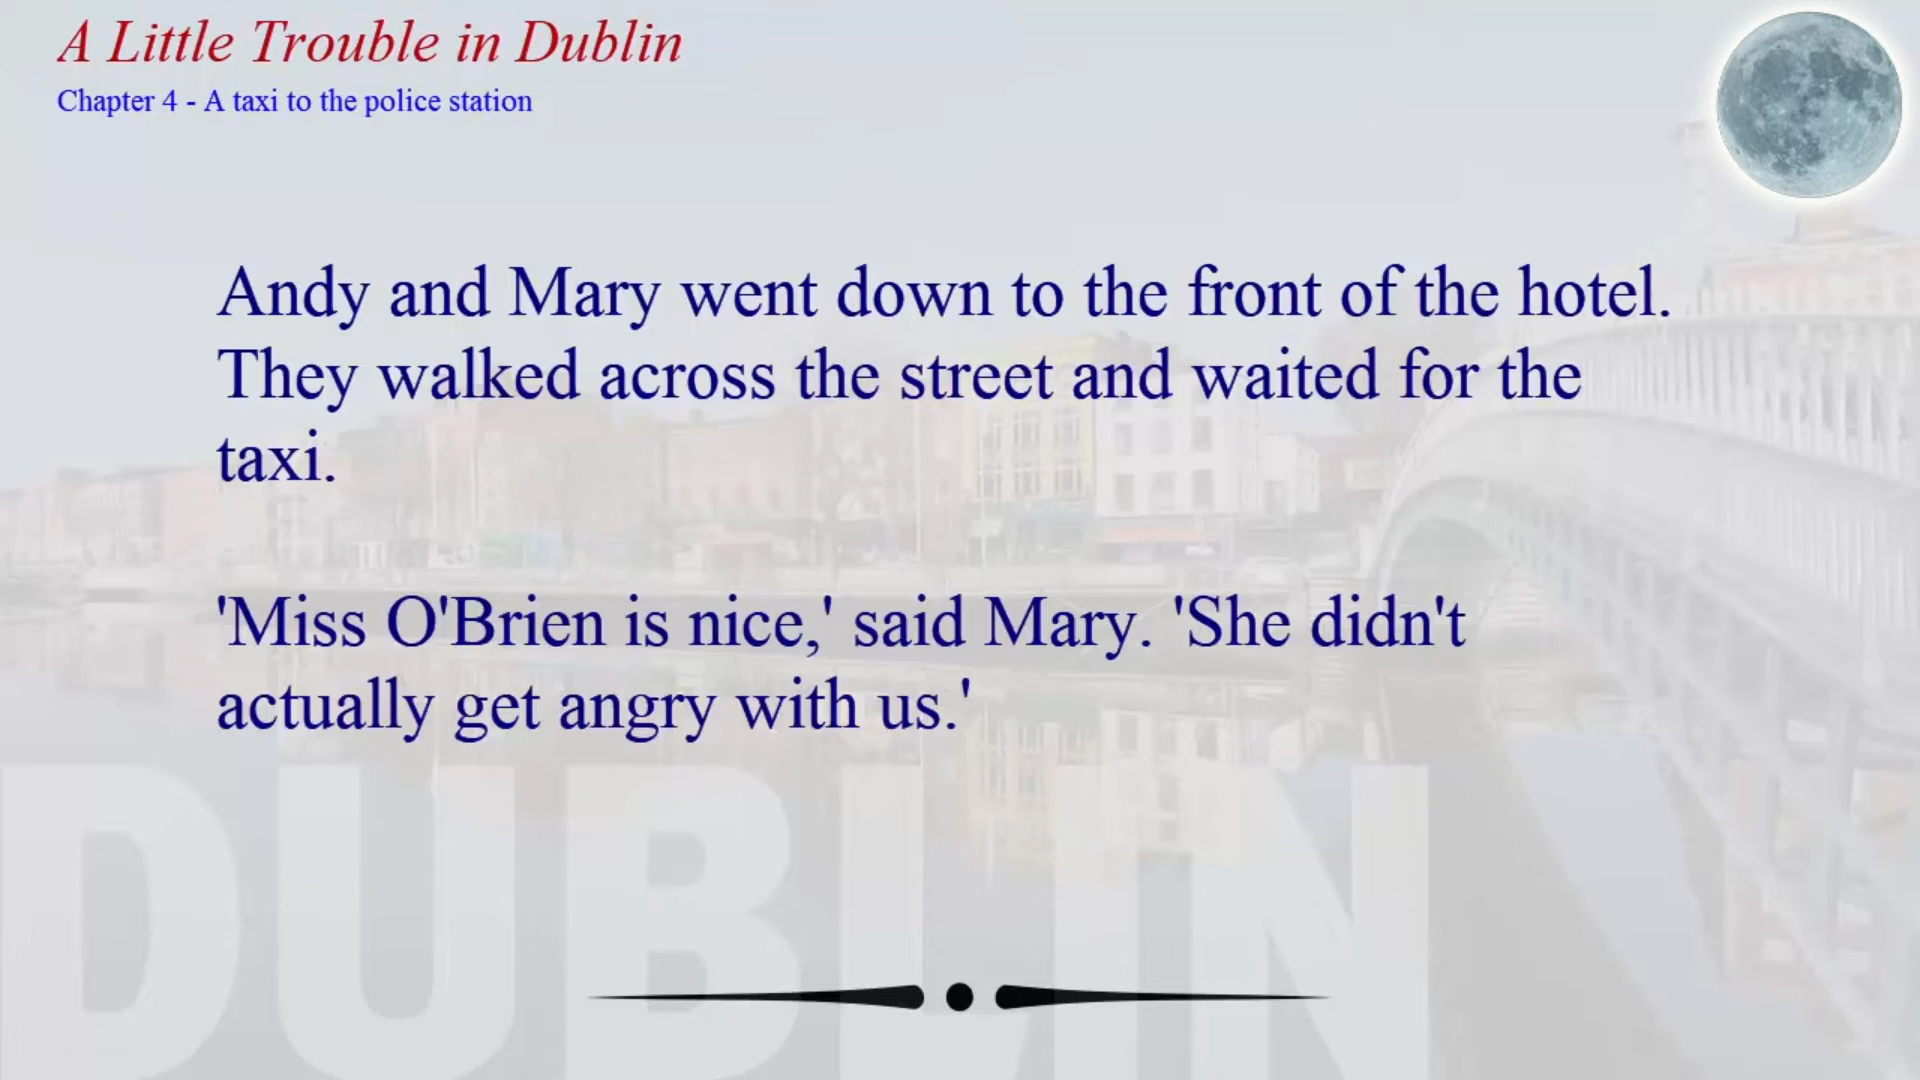 A Little Trouble in Dublin
Chapter 4 - A taxi to the police station
Andy and Mary went down to the front of the hotel.
They walked across the street and waited for the
taxi.
'Miss O'Brien is nice,' said Mary. 'She didn't
actually get angry with us.'
DUBLIN